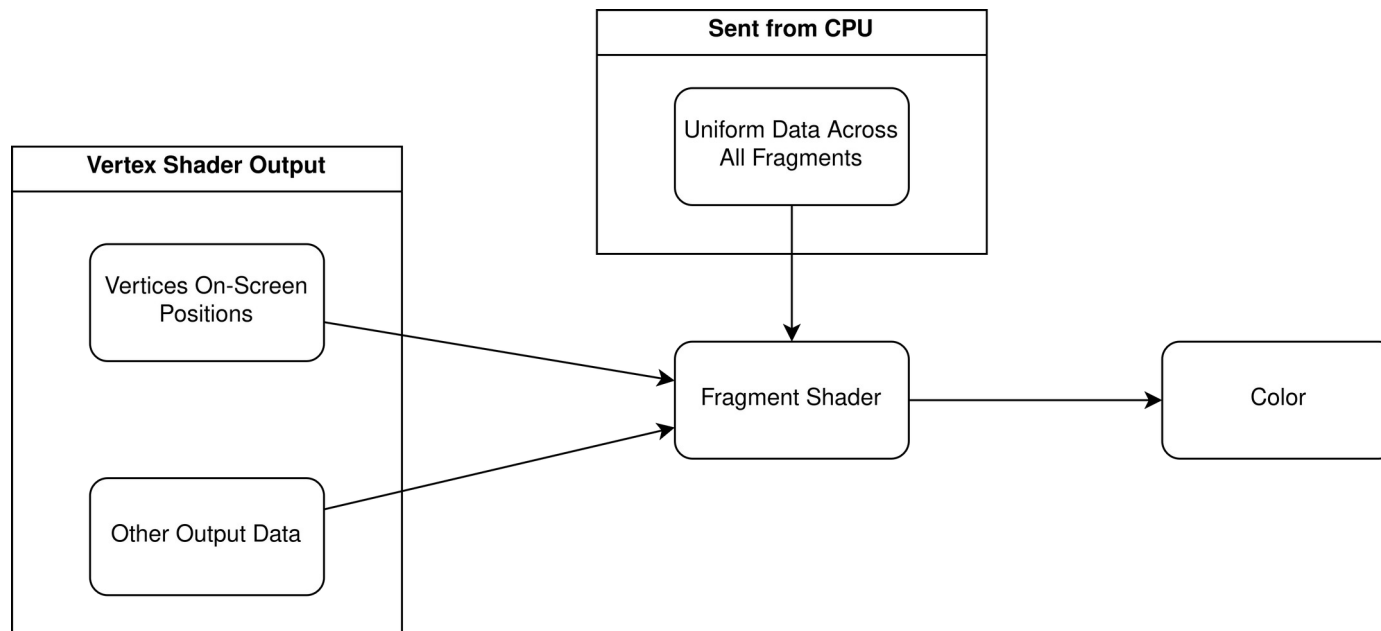 Sent from CPU
Uniform Data Across
All Fragments
Vertex Shader Output
Vertices On-Screen
Positions
Fragment Shader
Color
Other Output Data